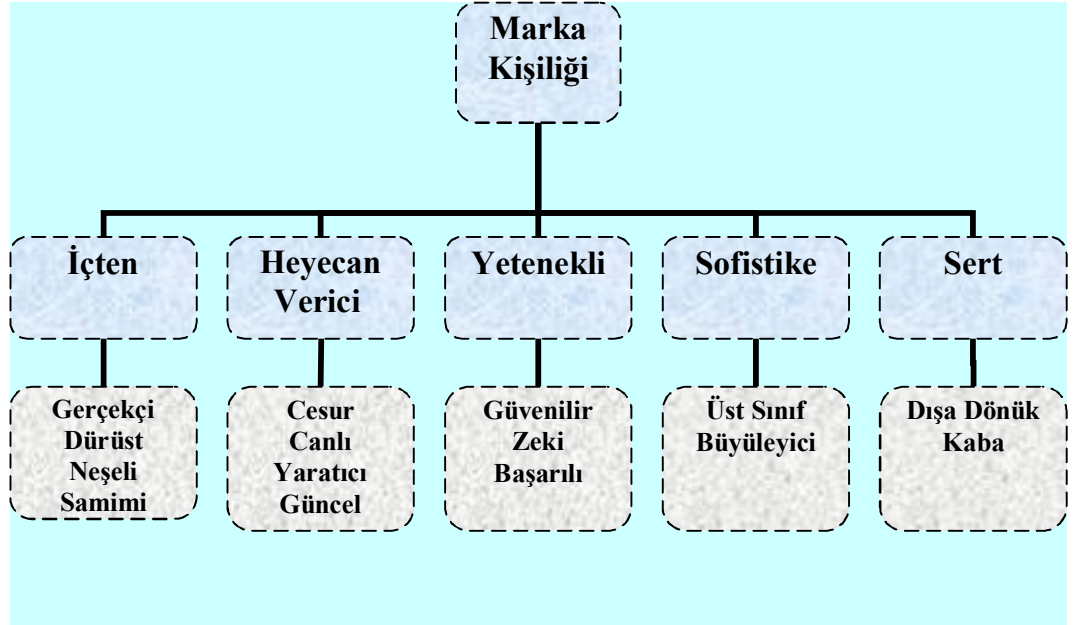 Marka
Kişiliği
İçten
Heyecan
Verici
Yetenekli
Sofistike
Sert
Gerçekçi
Dürüst
Neşeli
Samimi
Cesur
Canlı
Yaratıcı
Güncel
Güvenilir
Zeki
Başarılı
Üst Sınıf
Büyüleyici
Dışa Dönük
Kaba